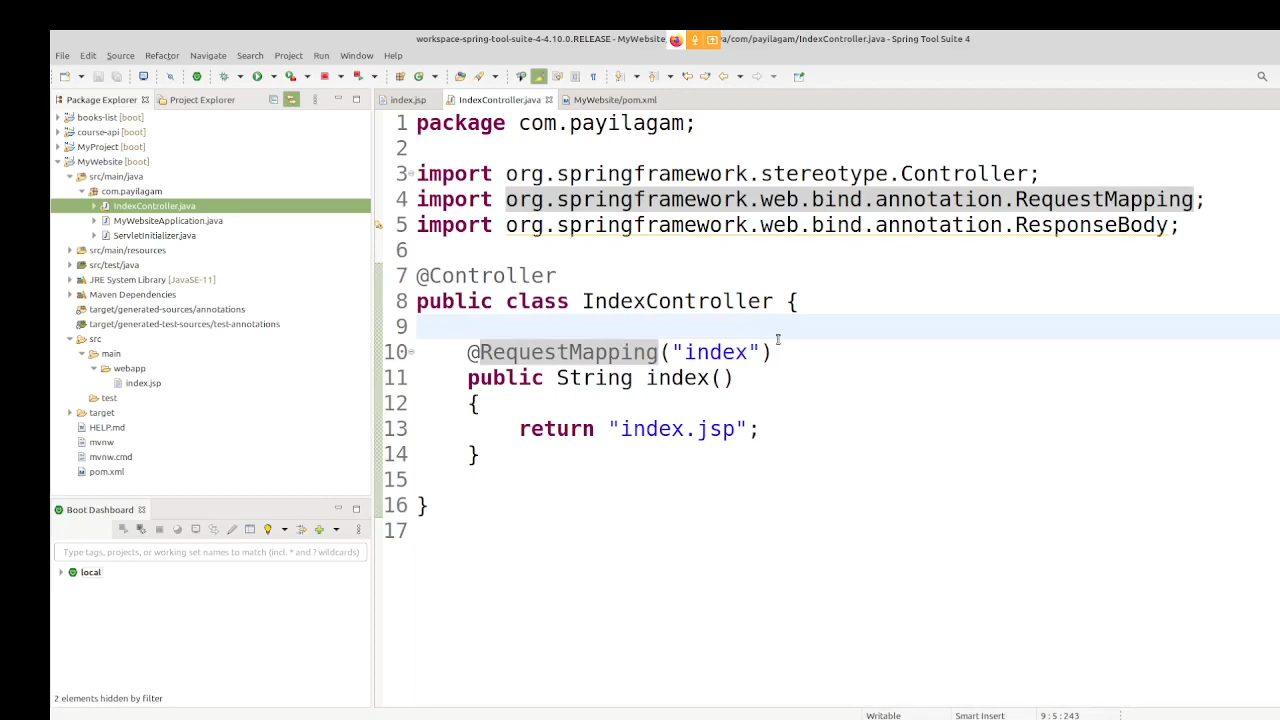 workspace-spring-tool-suite-4-4.10.0.RELEASE - MyWebsite va/com/payilagam/IndexController.java - Spring Tool Suite 4
File Edit Source Refactor Navigate Search Project Run Window Help
Package Explorer Project Explorer
books-list [boot]
course-api [boot]
MyProject [boot]
MyWebsite [boot]
src/main/java
com.payilagam
IndexController.java
MyWebsiteApplication.java
ServletInitializer.java
src/main/resources
src/test/java
JRE System Library [JavaSE-11]
Maven Dependencies
target/generated-sources/annotations
target/generated-test-sources/test-annotations
src
main
webapp
index.jsp
test
target
HELP.md
mvnw
mvnw.cmd
pom.xml
Boot Dashboard
Type tags, projects, or working set names to match (incl. * and ? wildcards)
local
2 elements hidden by filter
index.jsp IndexController.java MyWebsite/pom.xml
1 package com.payilagam;
2
3 import org.springframework.stereotype.Controller;
4 import org.springframework.web.bind.annotation.RequestMapping;
5 import org.springframework.web.bind.annotation.ResponseBody;
6
7 @Controller
8 public class IndexController {
9
10 @RequestMapping("index")
11 public String index()
12 {
13 return "index.jsp";
14 }
15
16 }
17
Writable Smart Insert 9 : 5 : 243